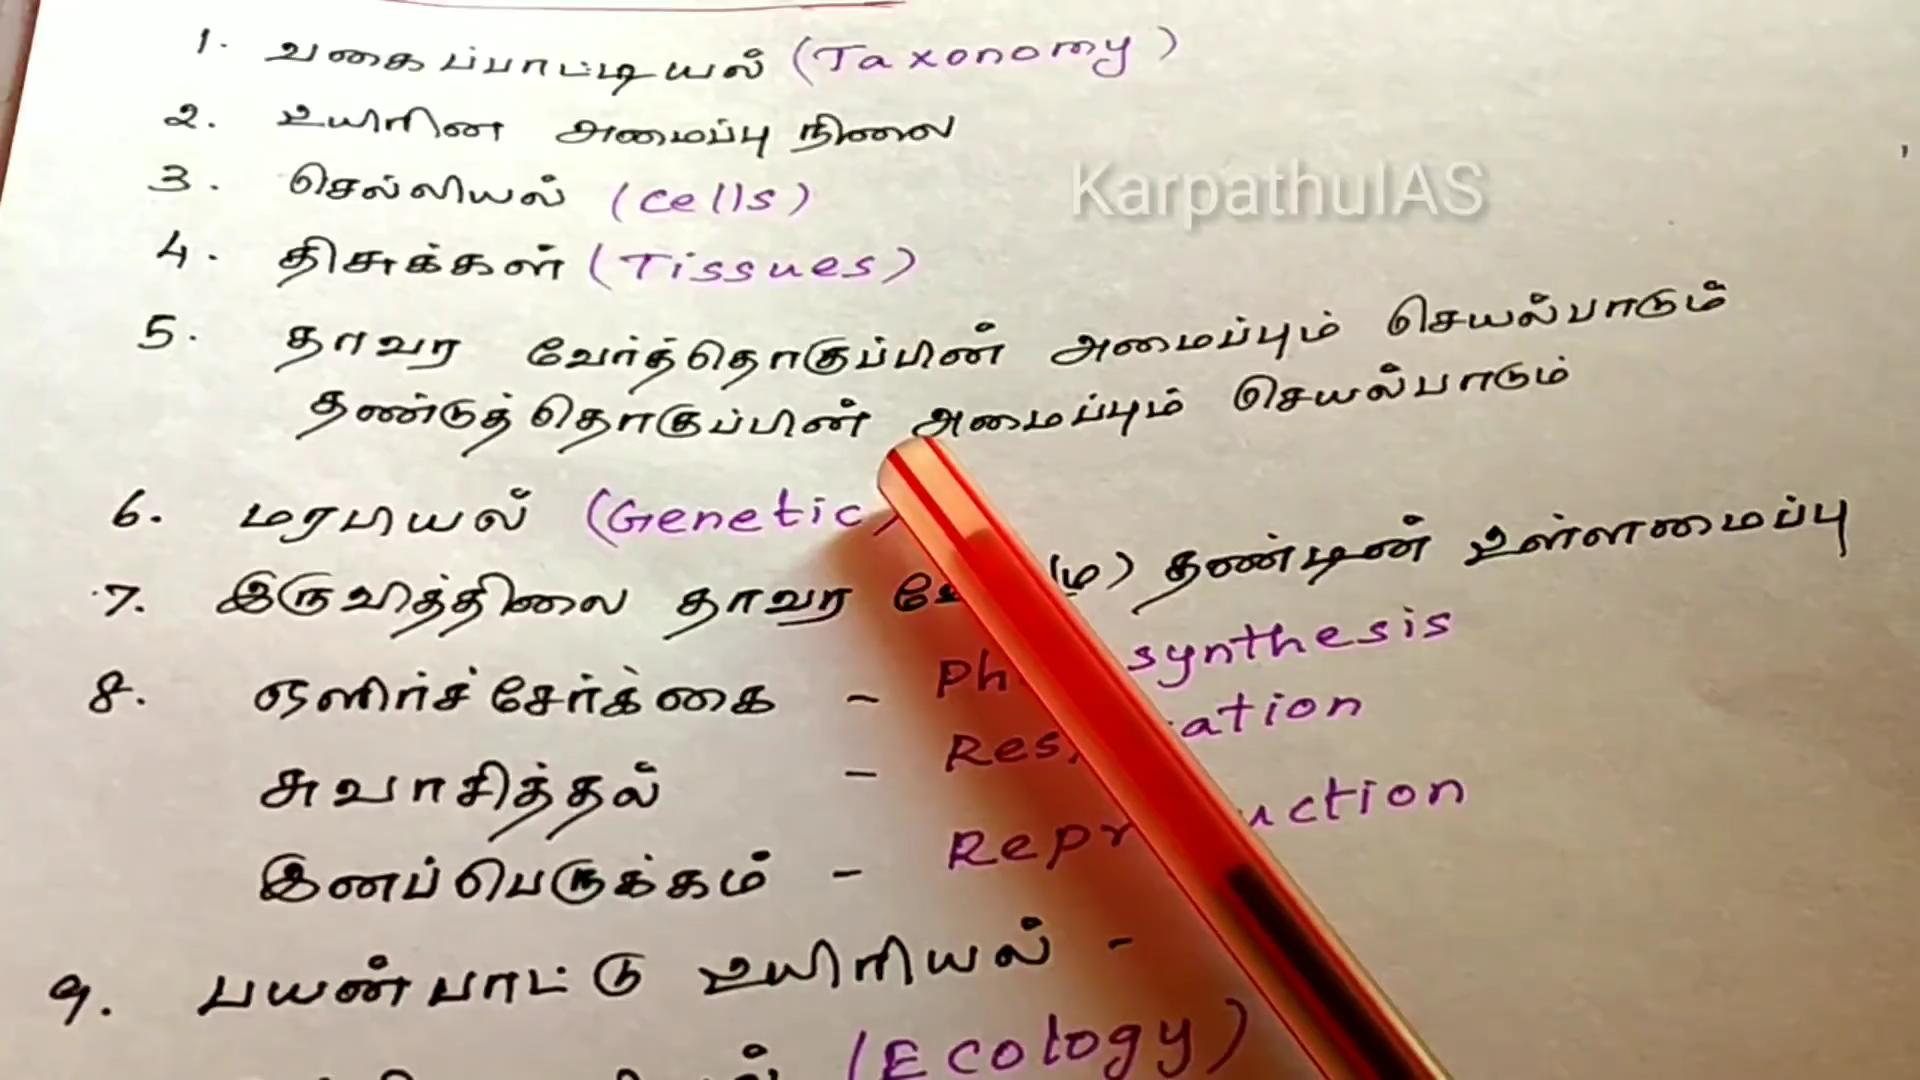 1. வகைப்பாட்டியல் (Taxonomy)
2. உயிரின அமைப்பு நிலை
3. செல்லியல் (cells)
KarpathuIAS
4. திசுக்கள் (Tissues)
5. தாவர வேர்த்தொகுப்பின் அமைப்பும் செயல்பாடும்
தண்டுத்தொகுப்பின் அமைப்பும் செயல்பாடும்
6. மரபியல் (Genetic)
7. இருவித்திலை தாவர தண்டின் உள்ளமைப்பு
8. ஒளிர்ச்சேர்க்கை - Ph synthesis
சுவாசித்தல் - Res ation
இனப்பெருக்கம் - Repr uction
9. பயன்பாட்டு உயிரியல் -
(Ecology)